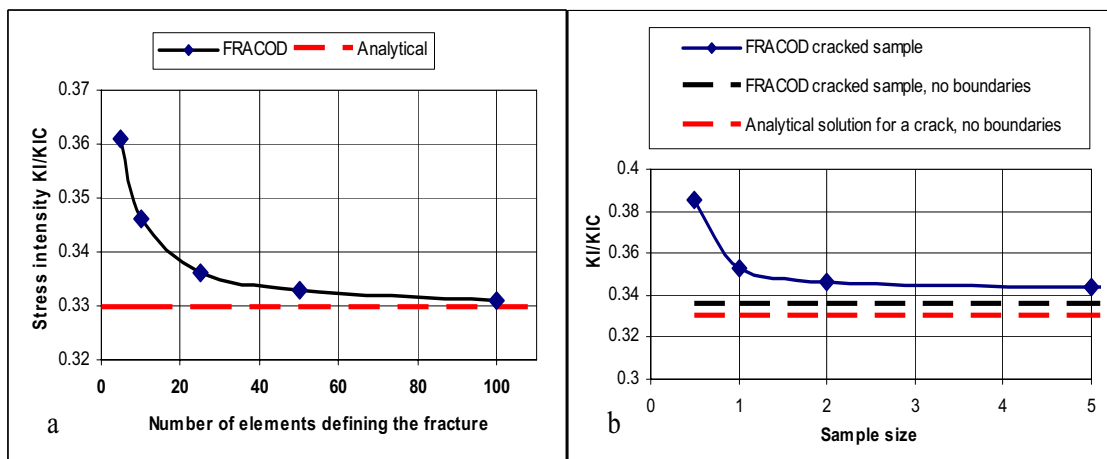 FRACOD Analytical
0.37
0.36
0.35
0.34
0.33
0.32
Stress intensity KI/KIC
0 20 40 60 80 100
Number of elements defining the fracture
a
FRACOD cracked sample
FRACOD cracked sample, no boundaries
Analytical solution for a crack, no boundaries
0.4
0.38
0.36
0.34
0.32
0.3
KI/KIC
0 1 2 3 4 5
Sample size
b